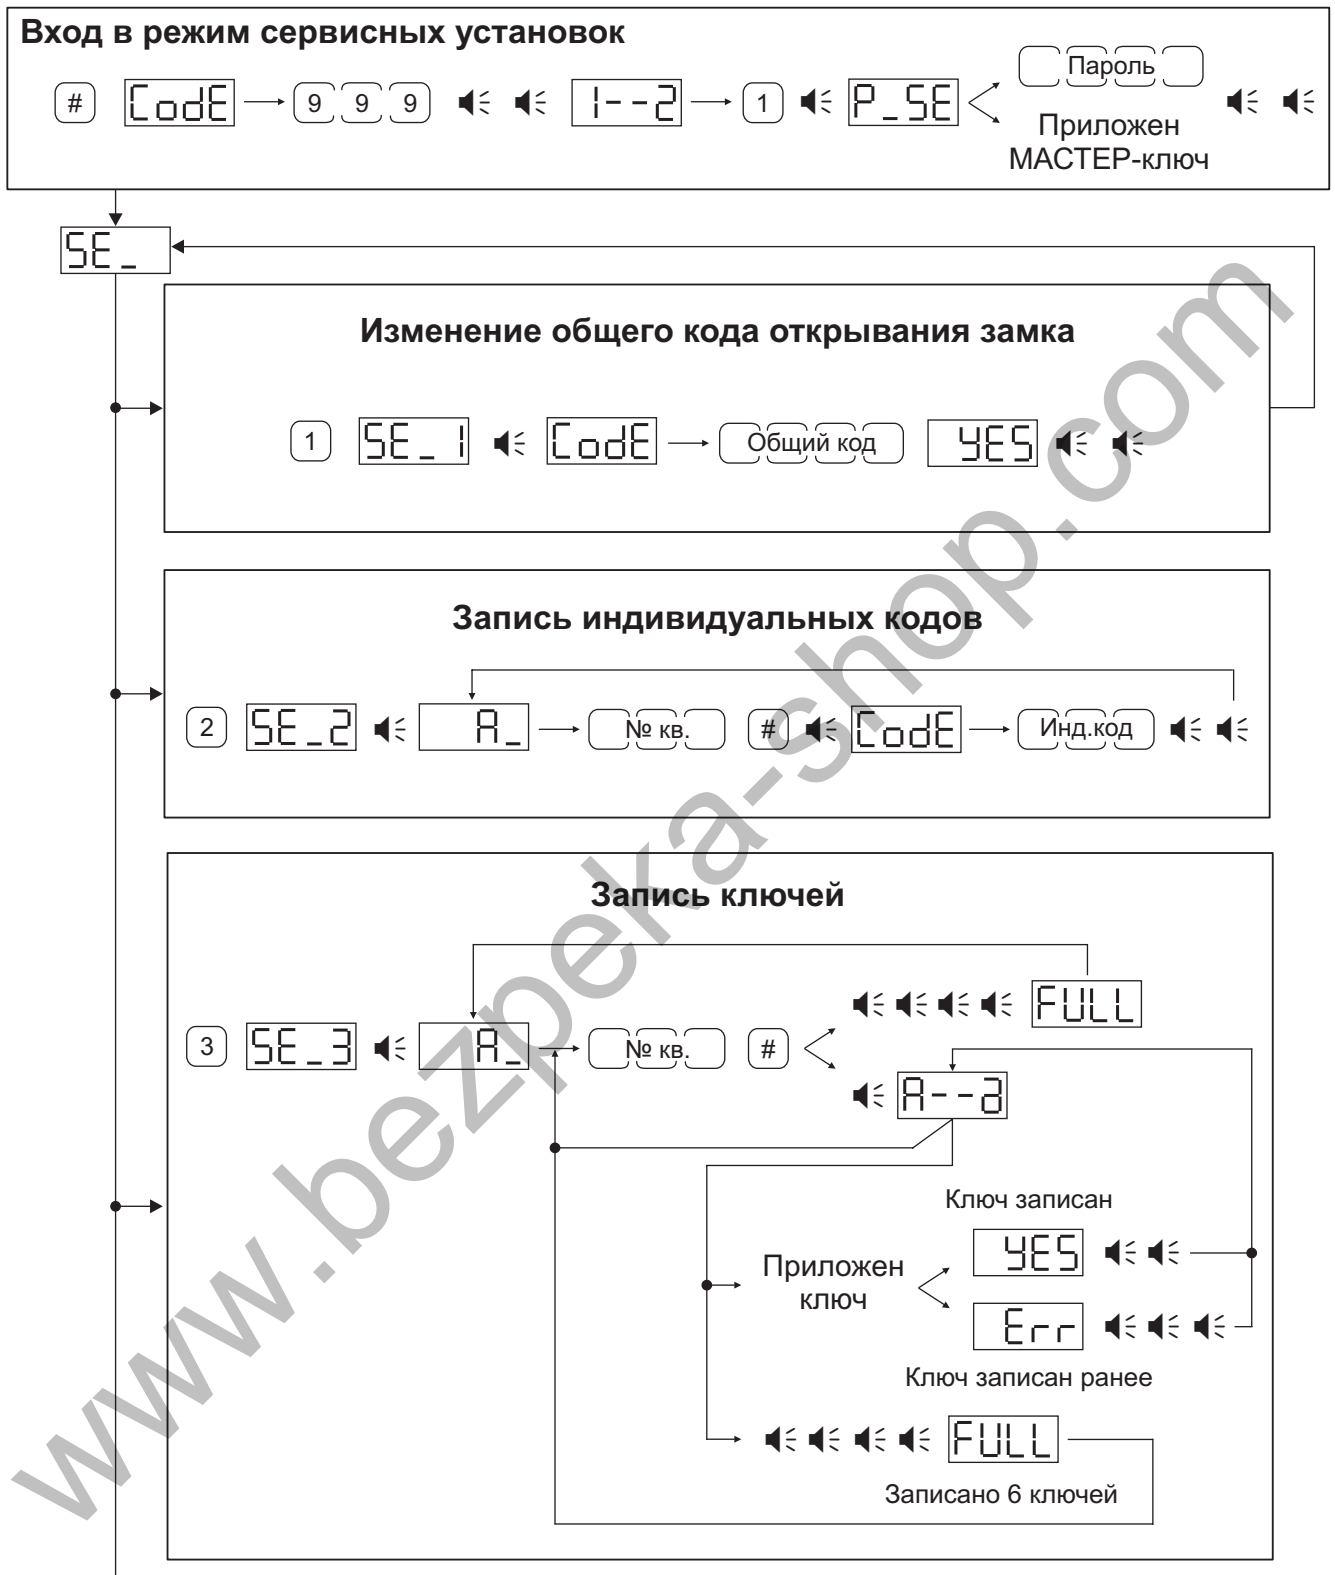 Вход в режим сервисных установок
# CodE 9 9 9 1--2 1 P_SE Пароль
Приложен
МАСТЕР-ключ
SE_
Изменение общего кода открывания замка
1 SE_1 CodE Общий код YES
Запись индивидуальных кодов
2 SE_2 A_ № кв. # CodE Инд.код
Запись ключей
FULL
3 SE_3 A_ № кв. #
A--a
Ключ записан
YES
Приложен
ключ
Err
Ключ записан ранее
FULL
Записано 6 ключей
www.bezpeka-shop.com